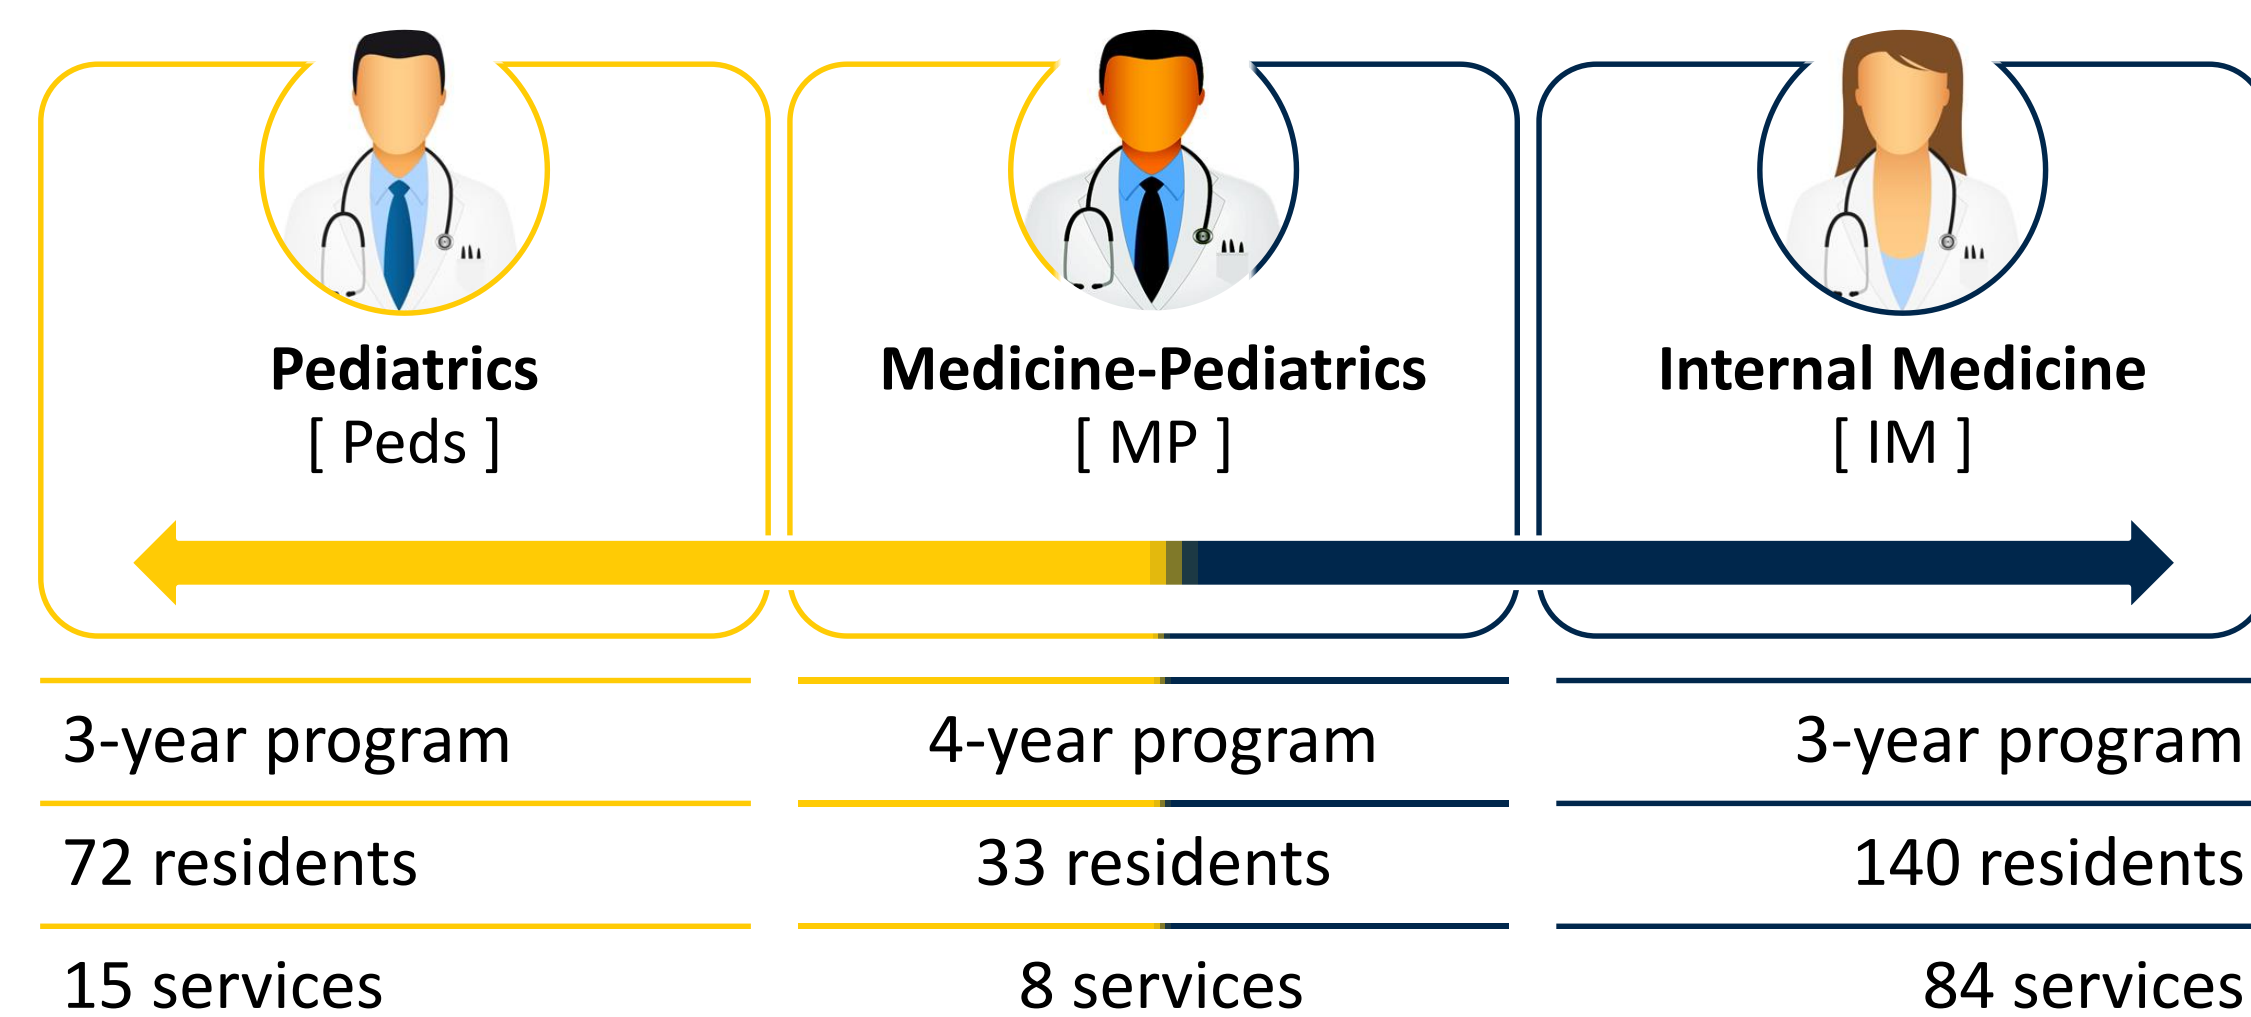 Pediatrics
[ Peds ]
Medicine-Pediatrics
[ MP ]
Internal Medicine
[ IM ]
3-year program
4-year program
3-year program
72 residents
33 residents
140 residents
15 services
8 services
84 services